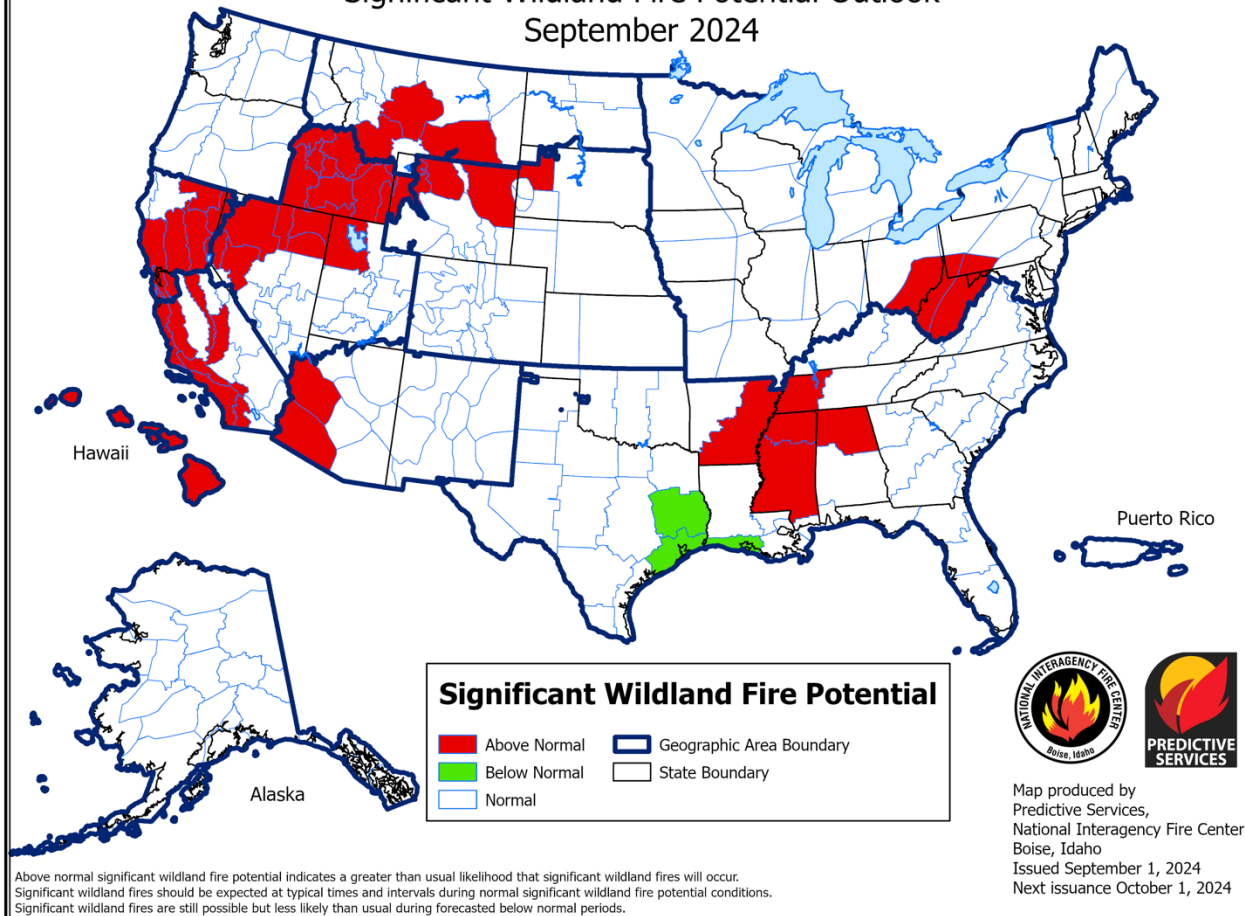 Significant Wildland Fire Potential Outlook
September 2024
Hawaii
Puerto Rico
Alaska
Significant Wildland Fire Potential
Above Normal
Geographic Area Boundary
Below Normal
State Boundary
Normal
NATIONAL INTERAGENCY FIRE CENTER
Boise, Idaho
PREDICTIVE
SERVICES
Map produced by
Predictive Services,
National Interagency Fire Center
Boise, Idaho
Issued September 1, 2024
Next issuance October 1, 2024
Above normal significant wildland fire potential indicates a greater than usual likelihood that significant wildland fires will occur.
Significant wildland fires should be expected at typical times and intervals during normal significant wildland fire potential conditions.
Significant wildland fires are still possible but less likely than usual during forecasted below normal periods.